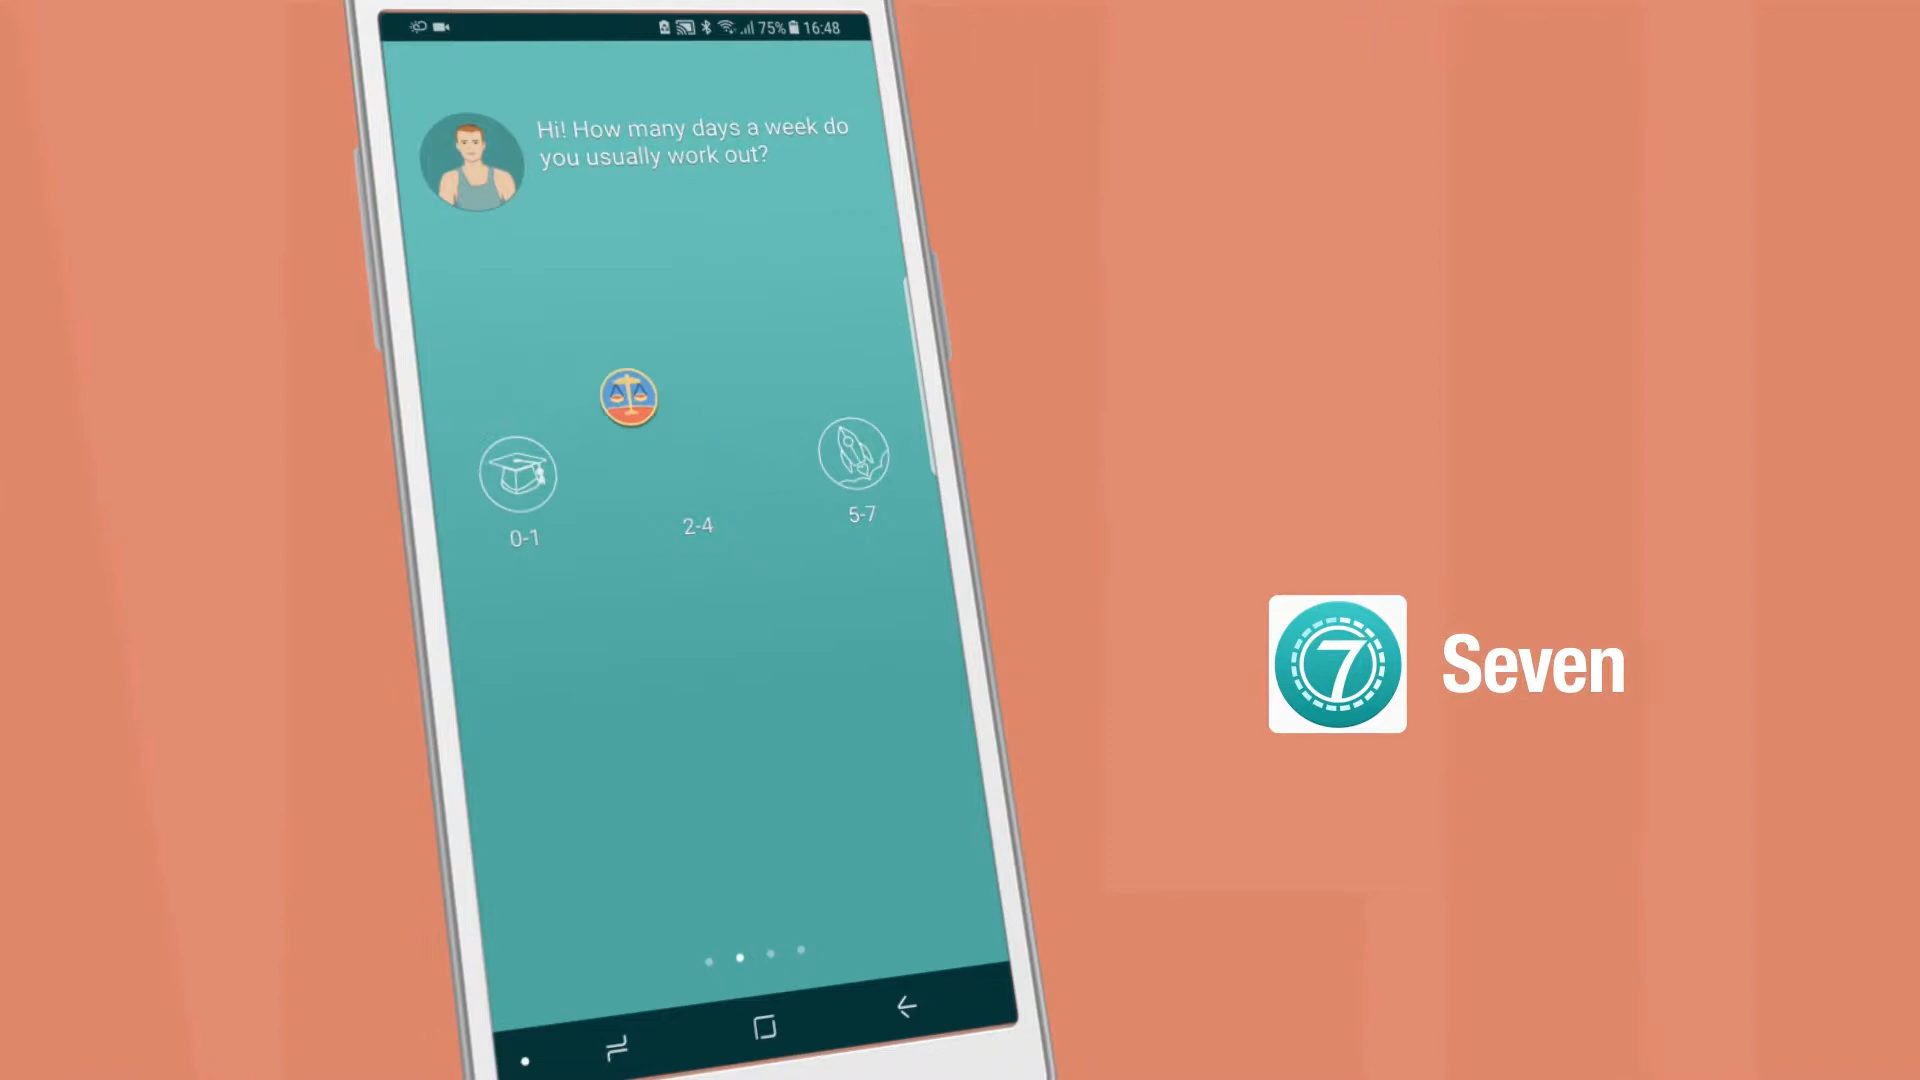 75% 16:48
Hi! How many days a week do
you usually work out?
0-1
2-4
5-7
7
Seven